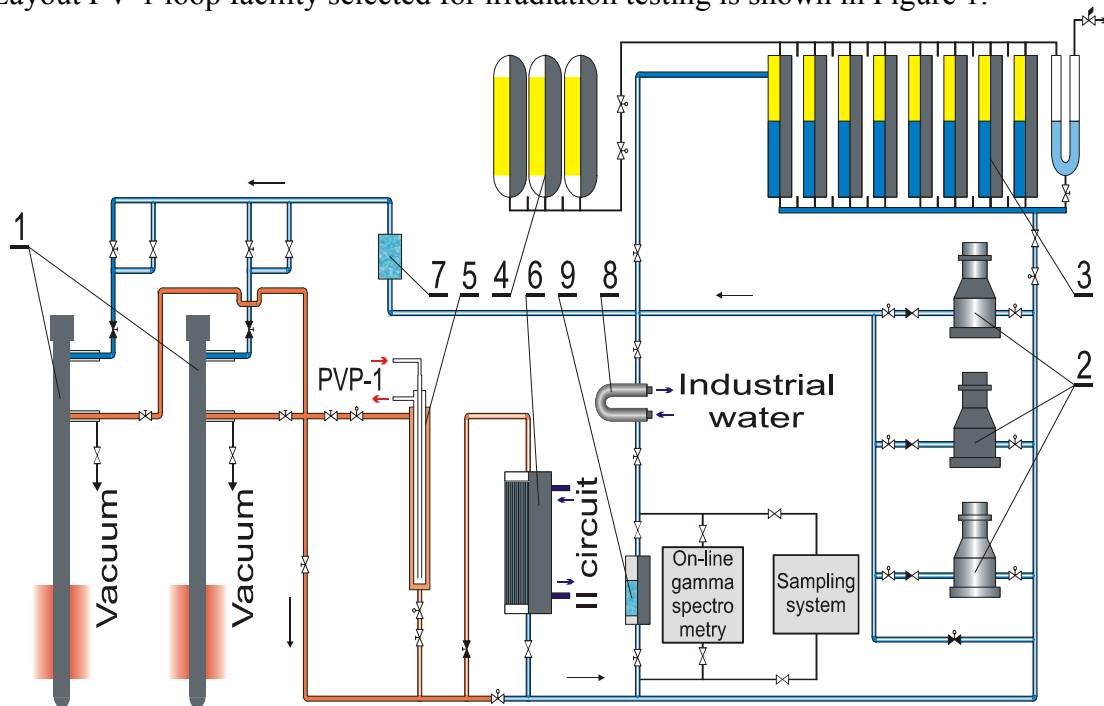 Layout PV-1 loop facility selected for irradiation testing is shown in Figure 1.
1
7 5 4 6 9 8
3
2
PVP-1
Industrial
water
Vacuum
Vacuum
II circuit
On-line
gamma
spectro
metry
Sampling
system